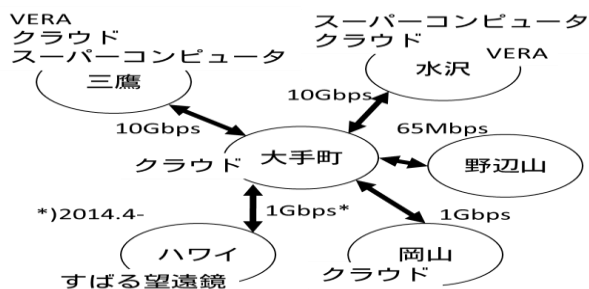 VERA
クラウド
スーパーコンピュータ
三鷹
スーパーコンピュータ
クラウド
VERA
水沢
10Gbps
10Gbps
65Mbps
クラウド
大手町
野辺山
*)2014.4-
1Gbps*
1Gbps
ハワイ
すばる望遠鏡
岡山
クラウド